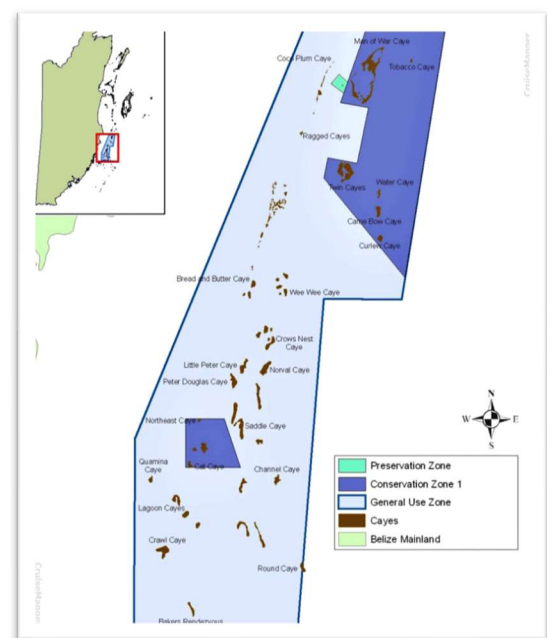 Man of War Caye
Coco Plum Caye
Tobacco Caye
CruiseManner
Ragged Cayes
Twin Cayes
Water Caye
Carrie Bow Caye
Curlew Caye
Bread and Butter Caye
Wee Wee Caye
Crows Nest
Caye
Little Peter Caye
Norval Caye
Peter Douglas Caye
Northeast Caye
Saddle Caye
N
W
E
S
Quamina
Caye
Cat Caye
Channel Caye
Preservation Zone
Conservation Zone 1
General Use Zone
Cayes
Belize Mainland
Lagoon Cayes
Crawl Caye
Round Caye
CruiseManner
Bakers Rendezvous